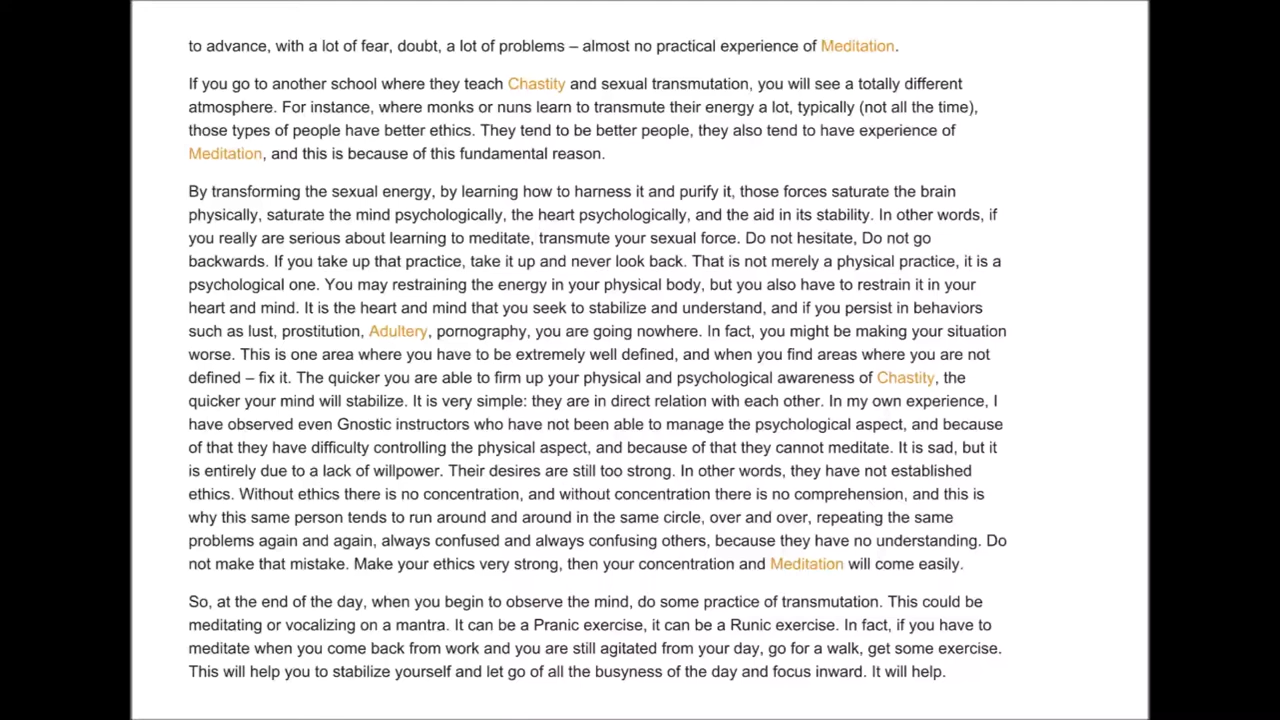 to advance, with a lot of fear, doubt, a lot of problems – almost no practical experience of Meditation.
If you go to another school where they teach Chastity and sexual transmutation, you will see a totally different
atmosphere. For instance, where monks or nuns learn to transmute their energy a lot, typically (not all the time),
those types of people have better ethics. They tend to be better people, they also tend to have experience of
Meditation, and this is because of this fundamental reason.
By transforming the sexual energy, by learning how to harness it and purify it, those forces saturate the brain
physically, saturate the mind psychologically, the heart psychologically, and the aid in its stability. In other words, if
you really are serious about learning to meditate, transmute your sexual force. Do not hesitate, Do not go
backwards. If you take up that practice, take it up and never look back. That is not merely a physical practice, it is a
psychological one. You may restraining the energy in your physical body, but you also have to restrain it in your
heart and mind. It is the heart and mind that you seek to stabilize and understand, and if you persist in behaviors
such as lust, prostitution, Adultery, pornography, you are going nowhere. In fact, you might be making your situation
worse. This is one area where you have to be extremely well defined, and when you find areas where you are not
defined – fix it. The quicker you are able to firm up your physical and psychological awareness of Chastity, the
quicker your mind will stabilize. It is very simple: they are in direct relation with each other. In my own experience, I
have observed even Gnostic instructors who have not been able to manage the psychological aspect, and because
of that they have difficulty controlling the physical aspect, and because of that they cannot meditate. It is sad, but it
is entirely due to a lack of willpower. Their desires are still too strong. In other words, they have not established
ethics. Without ethics there is no concentration, and without concentration there is no comprehension, and this is
why this same person tends to run around and around in the same circle, over and over, repeating the same
problems again and again, always confused and always confusing others, because they have no understanding. Do
not make that mistake. Make your ethics very strong, then your concentration and Meditation will come easily.
So, at the end of the day, when you begin to observe the mind, do some practice of transmutation. This could be
meditating or vocalizing on a mantra. It can be a Pranic exercise, it can be a Runic exercise. In fact, if you have to
meditate when you come back from work and you are still agitated from your day, go for a walk, get some exercise.
This will help you to stabilize yourself and let go of all the busyness of the day and focus inward. It will help.